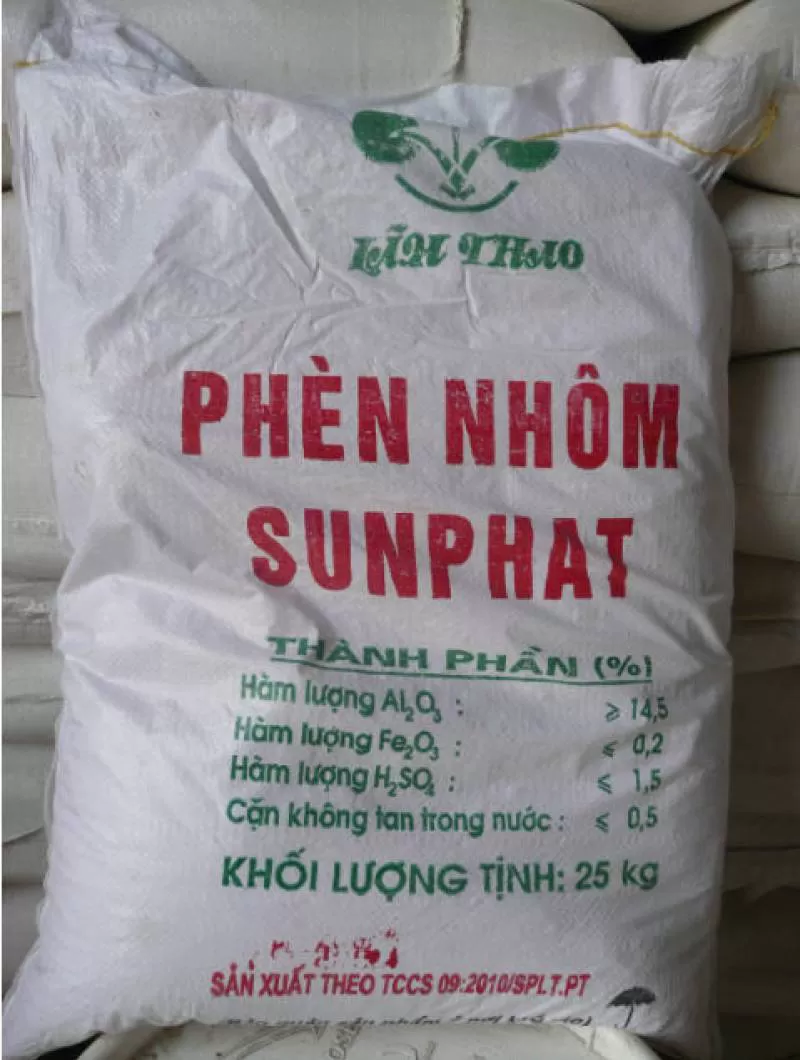 LÂM THAO
PHÈN NHÔM
SUNPHAT
THÀNH PHẦN (%)
Hàm lượng Al₂O₃ : ⩾ 14,5
Hàm lượng Fe₂O₃ : ⩽ 0,2
Hàm lượng H₂SO₄ : ⩽ 1,5
Cặn không tan trong nước : ⩽ 0,5
KHỐI LƯỢNG TỊNH: 25 kg
SẢN XUẤT THEO TCCS 09:2010/SPLT.PT